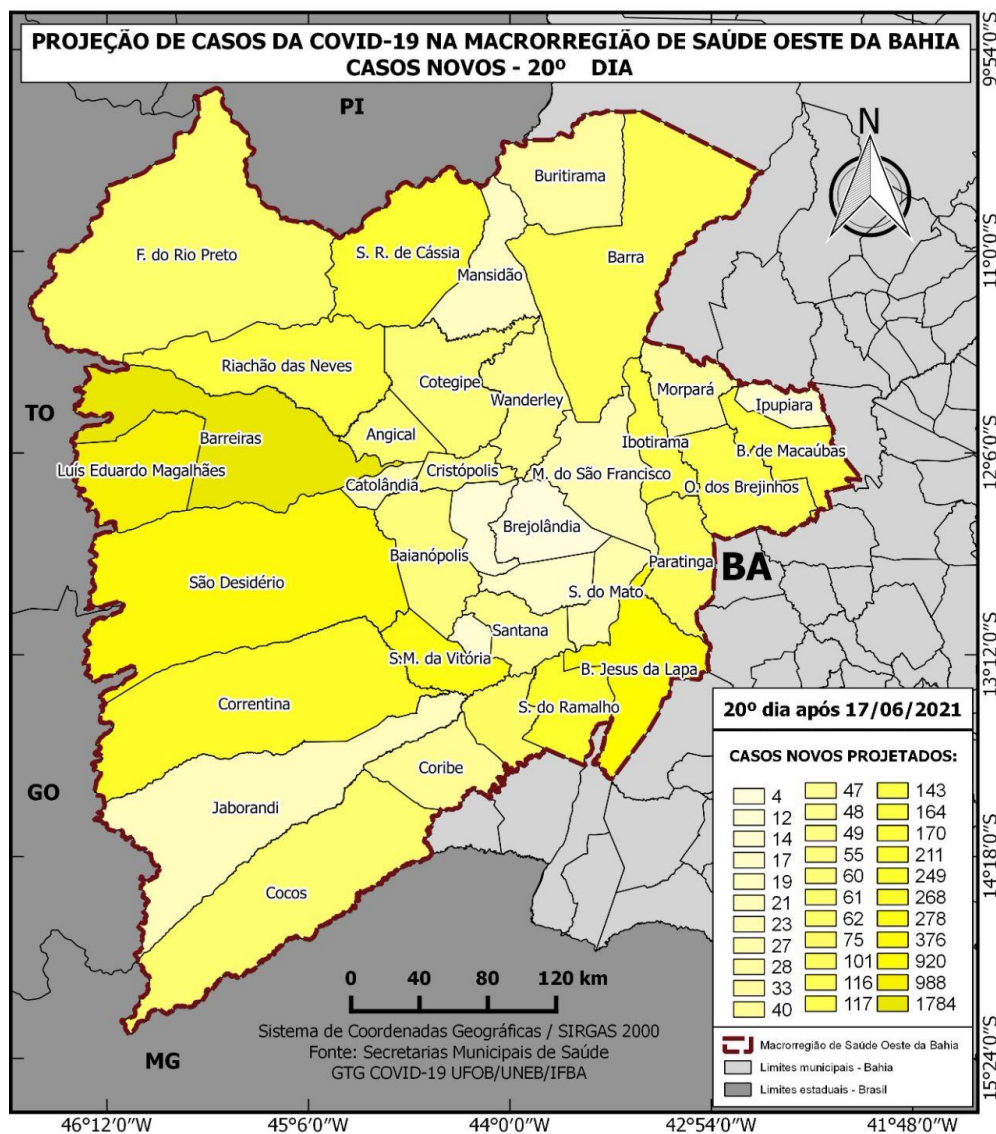 PROJEÇÃO DE CASOS DA COVID-19 NA MACRORREGIÃO DE SAÚDE OESTE DA BAHIA
CASOS NOVOS - 20º DIA
9°54'0"S
PI
N
Buritirama
F. do Rio Preto
S. R. de Cássia
Barra
Mansidão
11°0'0"S
Riachão das Neves
Cotegipe
Wanderley
Morpará
Ipupiara
TO
Barreiras
Angical
Ibotirama
B. de Macaúbas
12°6'0"S
Luís Eduardo Magalhães
Catolândia
Cristópolis
M. do São Francisco
O. dos Brejinhos
Brejolândia
Baianópolis
Paratinga
BA
São Desidério
S. do Mato
Santana
S.M. da Vitória
B. Jesus da Lapa
13°12'0"S
Correntina
S. do Ramalho
Coribe
GO
Jaborandi
Cocos
14°18'0"S
20º dia após 17/06/2021
CASOS NOVOS PROJETADOS:
4
12
14
17
19
21
23
27
28
33
40
47
48
49
55
60
61
62
75
101
116
117
143
164
170
211
249
268
278
376
920
988
1784
Macrorregião de Saúde Oeste da Bahia
Limites municipais - Bahia
Limites estaduais - Brasil
0 40 80 120 km
Sistema de Coordenadas Geográficas / SIRGAS 2000
Fonte: Secretarias Municipais de Saúde
GTG COVID-19 UFOB/UNEB/IFBA
MG
15°24'0"S
46°12'0"W 45°6'0"W 44°0'0"W 42°54'0"W 41°48'0"W